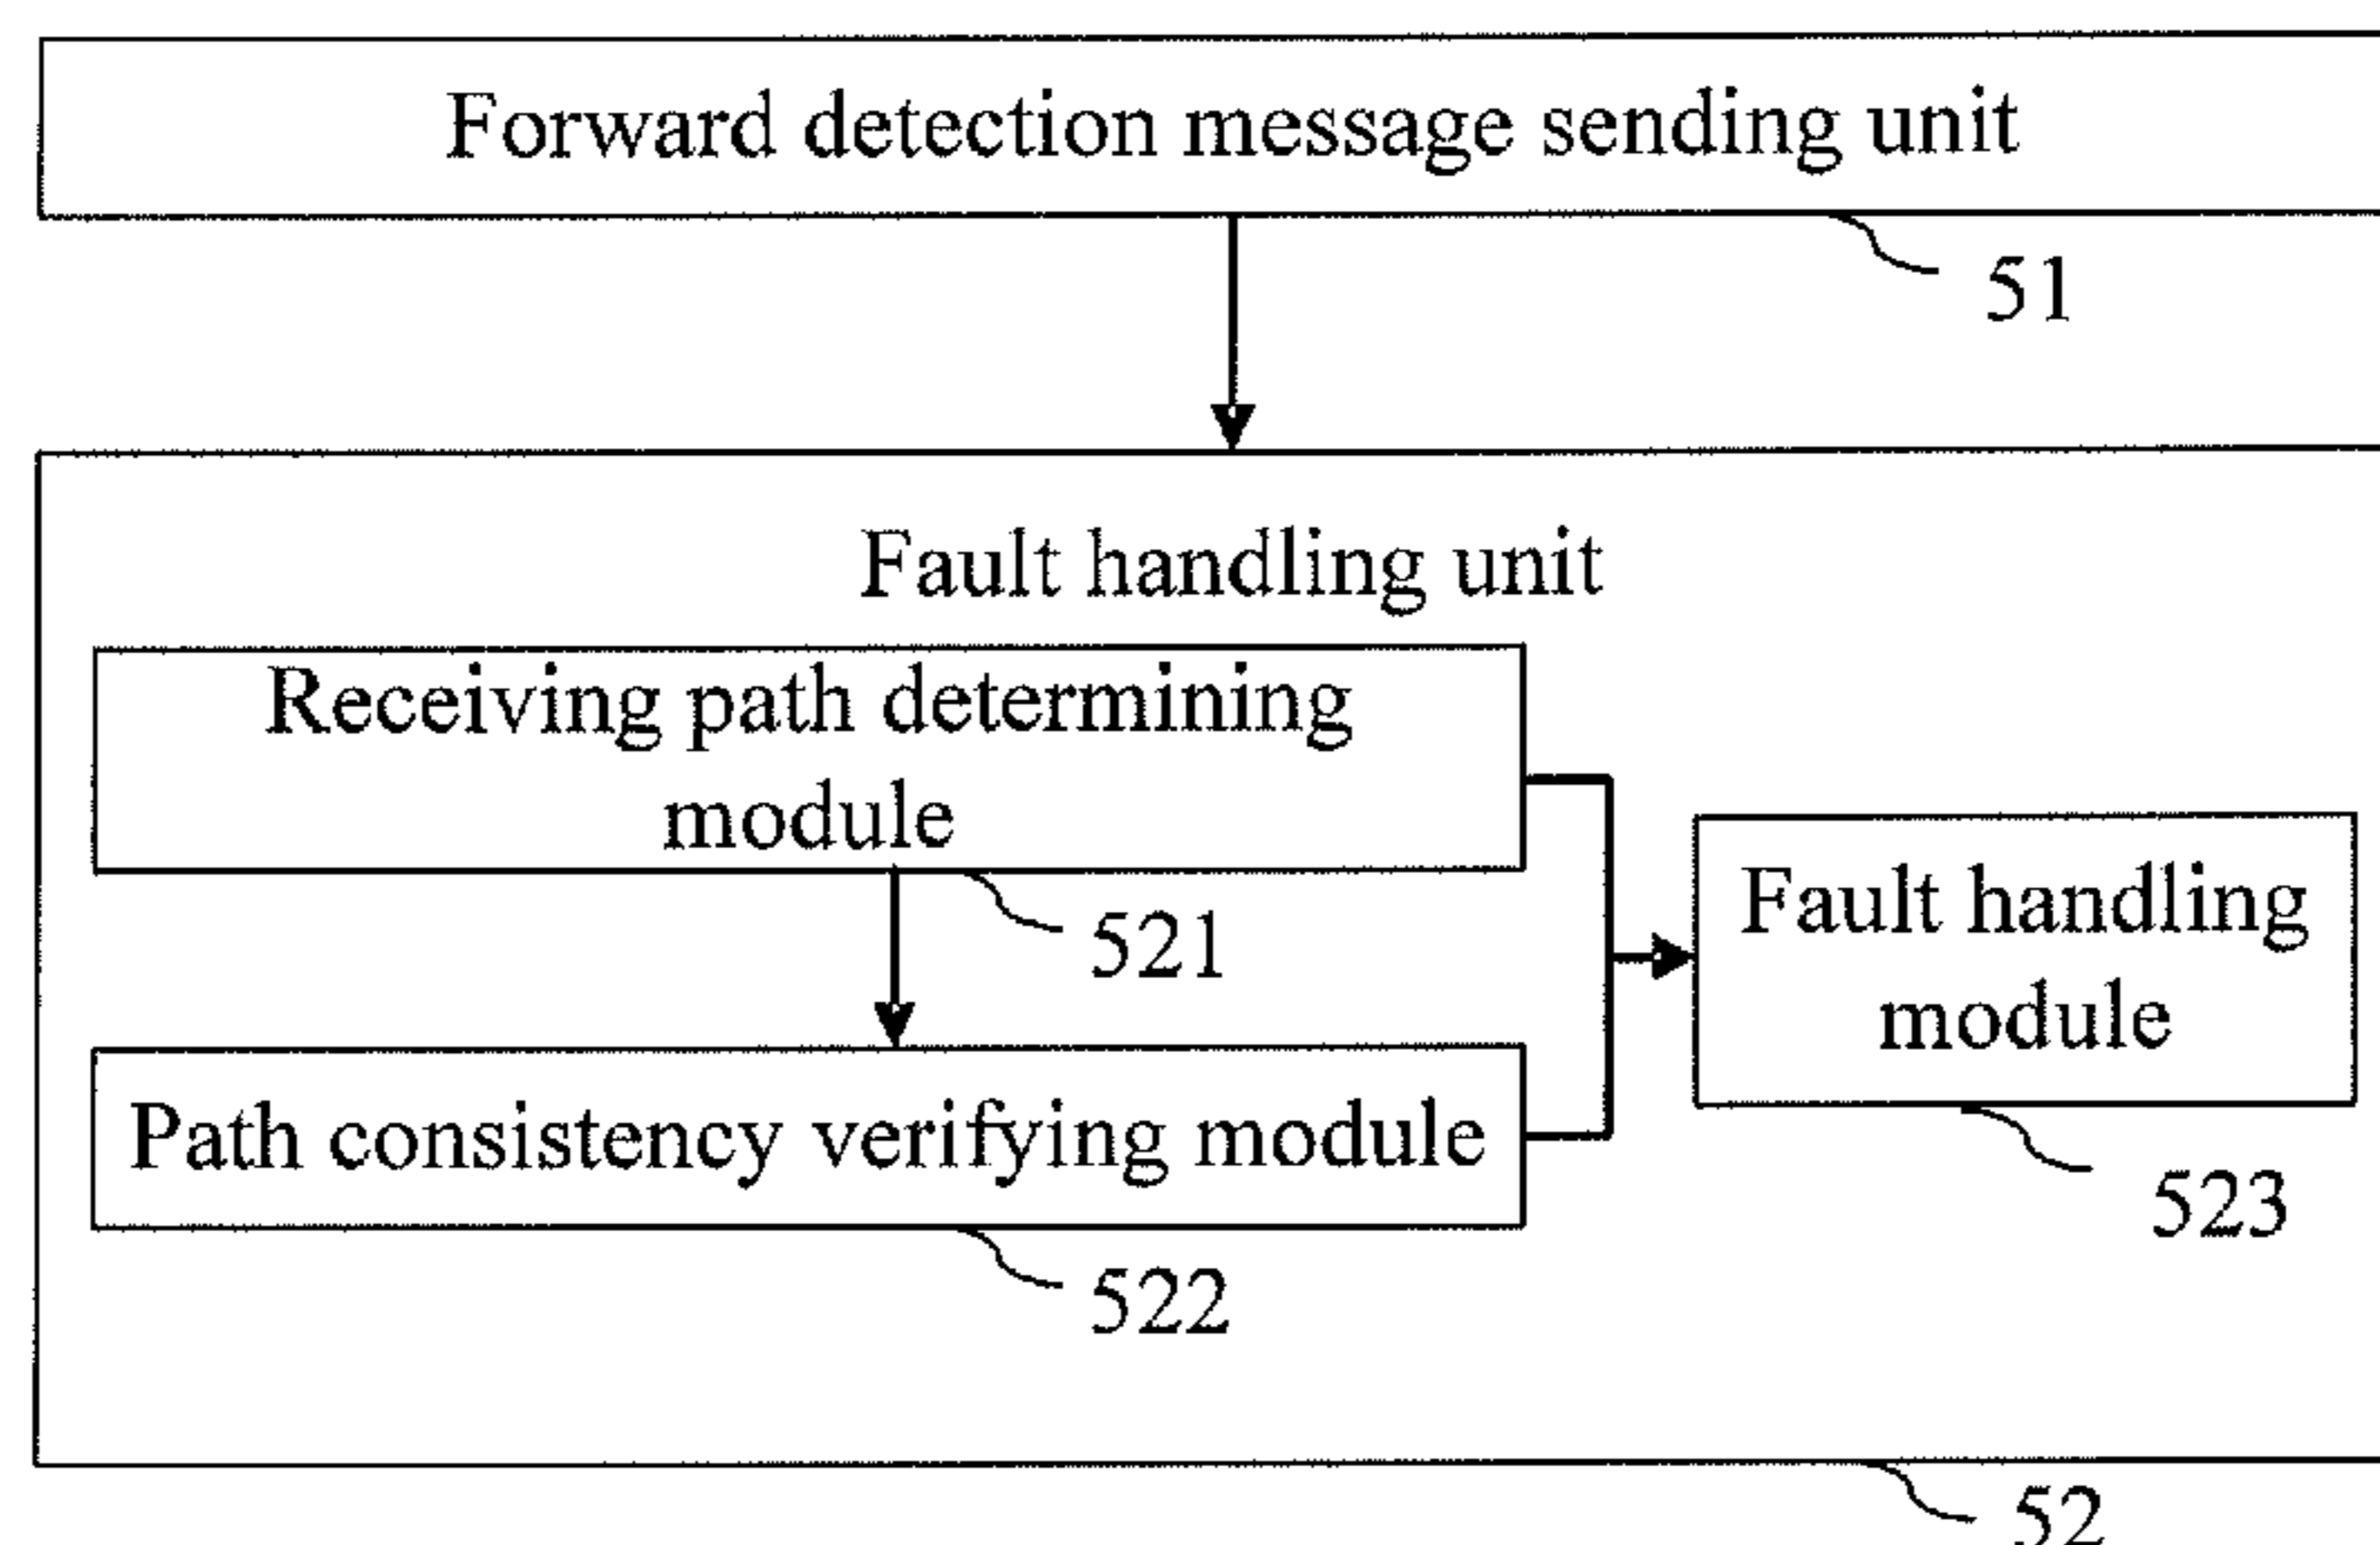 Forward detection message sending unit
51
Fault handling unit
Receiving path determining
module
521
Fault handling
module
523
Path consistency verifying module
522
52